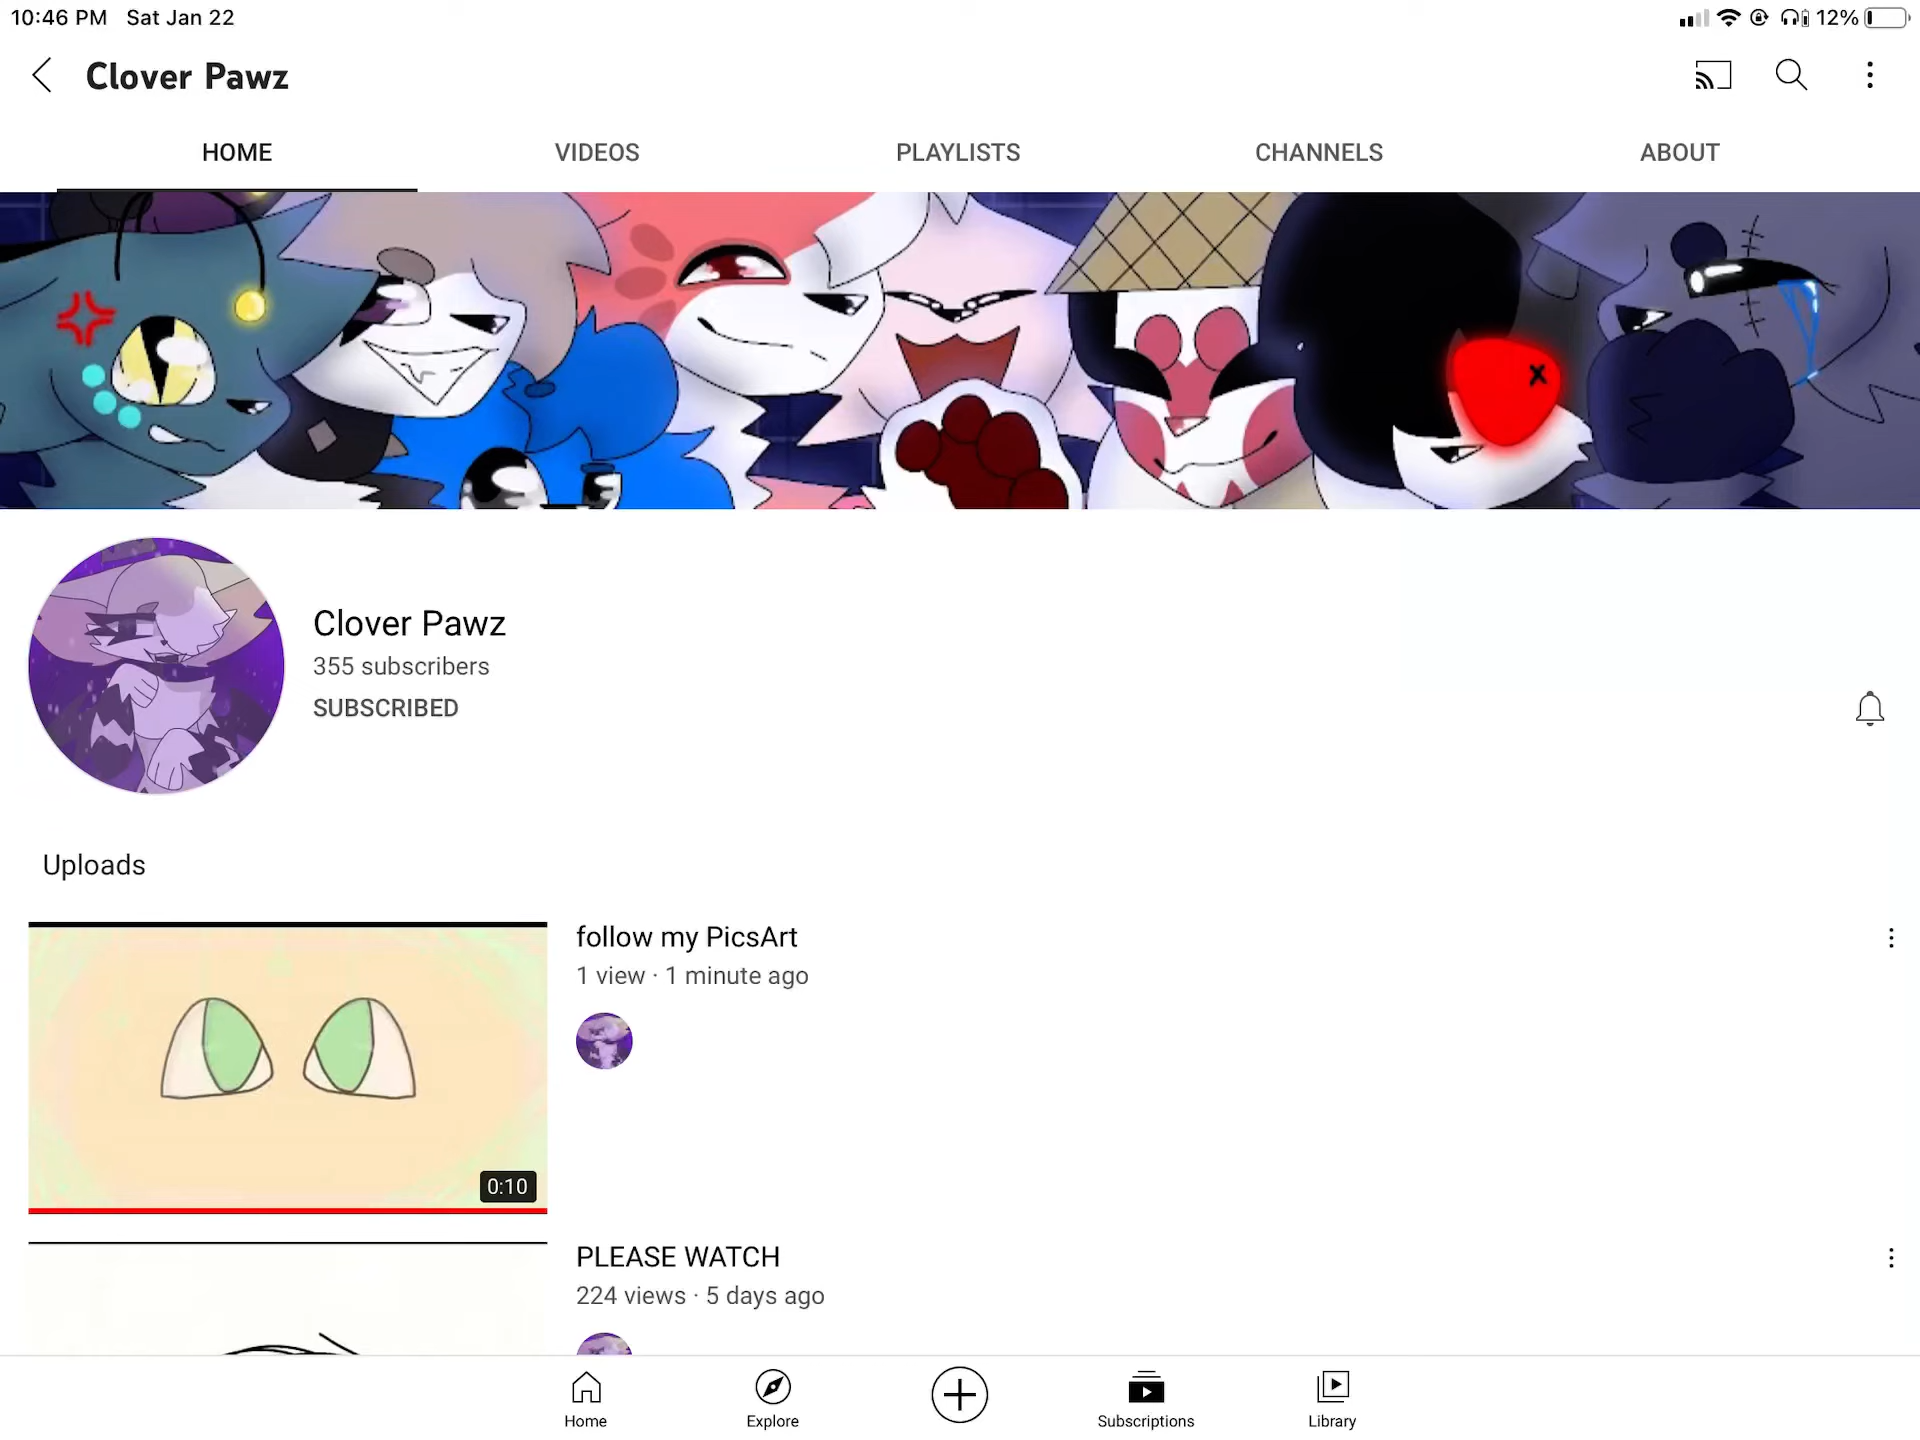 10:46 PM Sat Jan 22 12%
Clover Pawz
HOME VIDEOS PLAYLISTS CHANNELS ABOUT
Clover Pawz
355 subscribers
SUBSCRIBED
Uploads
follow my PicsArt
1 view · 1 minute ago
0:10
PLEASE WATCH
224 views · 5 days ago
Home Explore Subscriptions Library